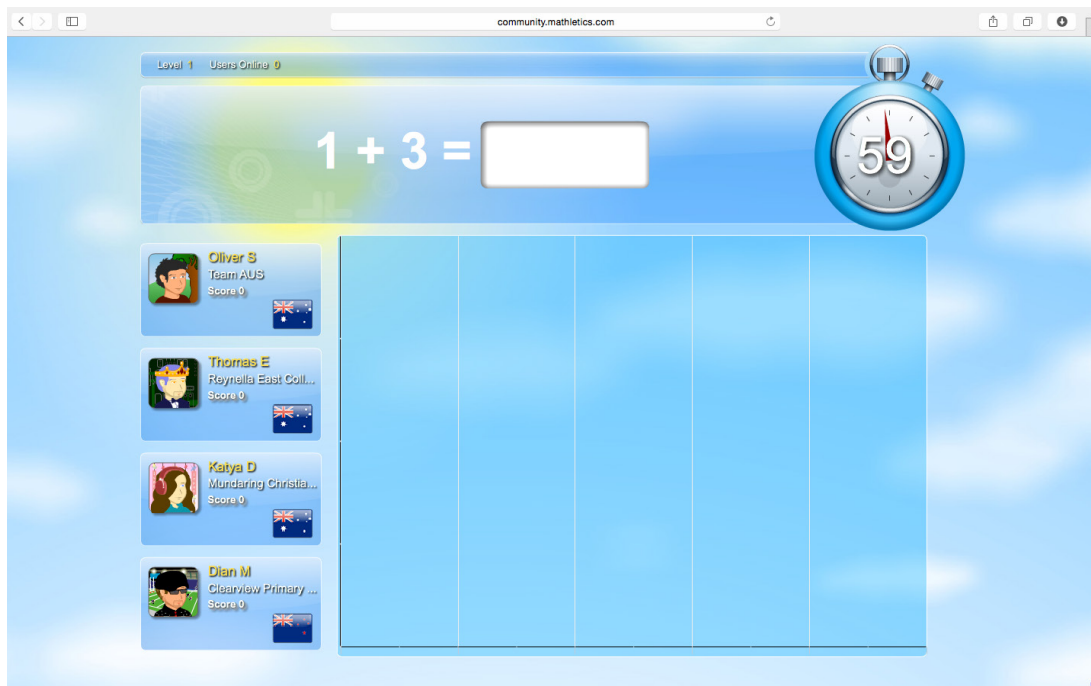 community.mathletics.com
Level 1 Users Online 0
1 + 3 =
59
Oliver S
Team AUS
Score 0
Thomas E
Reynella East Coll...
Score 0
Katya D
Mundaring Christia...
Score 0
Dian M
Clearview Primary ...
Score 0